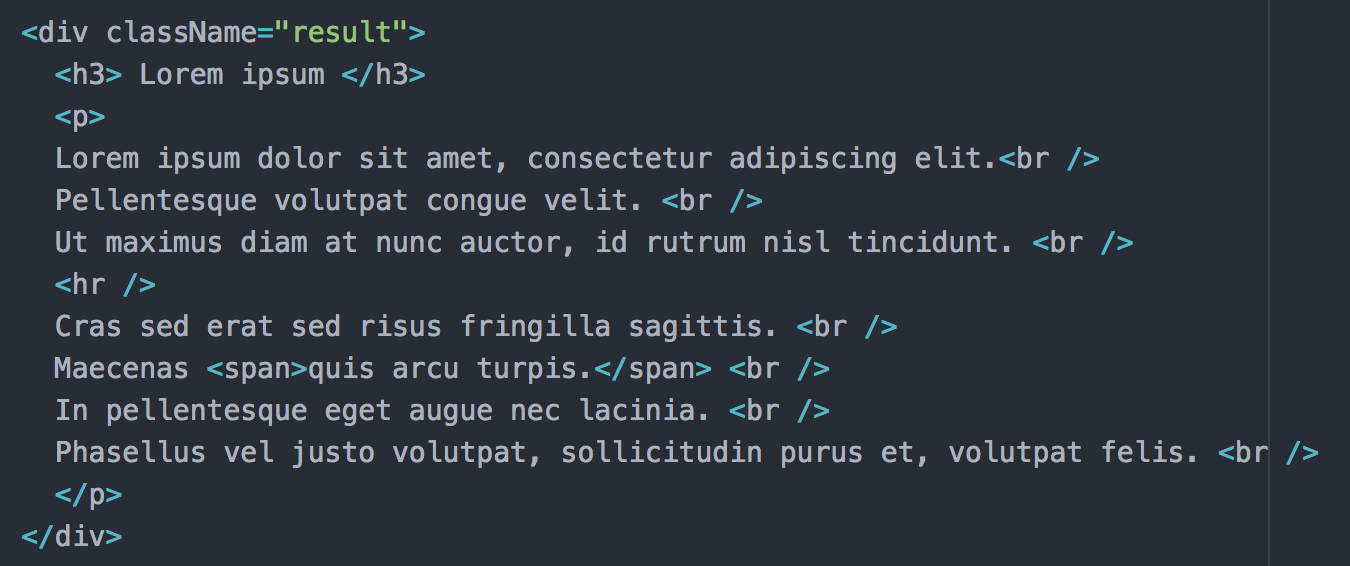 <div className="result">
  <h3> Lorem ipsum </h3>
  <p>
  Lorem ipsum dolor sit amet, consectetur adipiscing elit.<br />
  Pellentesque volutpat congue velit. <br />
  Ut maximus diam at nunc auctor, id rutrum nisl tincidunt. <br />
  <hr />
  Cras sed erat sed risus fringilla sagittis. <br />
  Maecenas <span>quis arcu turpis.</span> <br />
  In pellentesque eget augue nec lacinia. <br />
  Phasellus vel justo volutpat, sollicitudin purus et, volutpat felis. <br />
  </p>
</div>